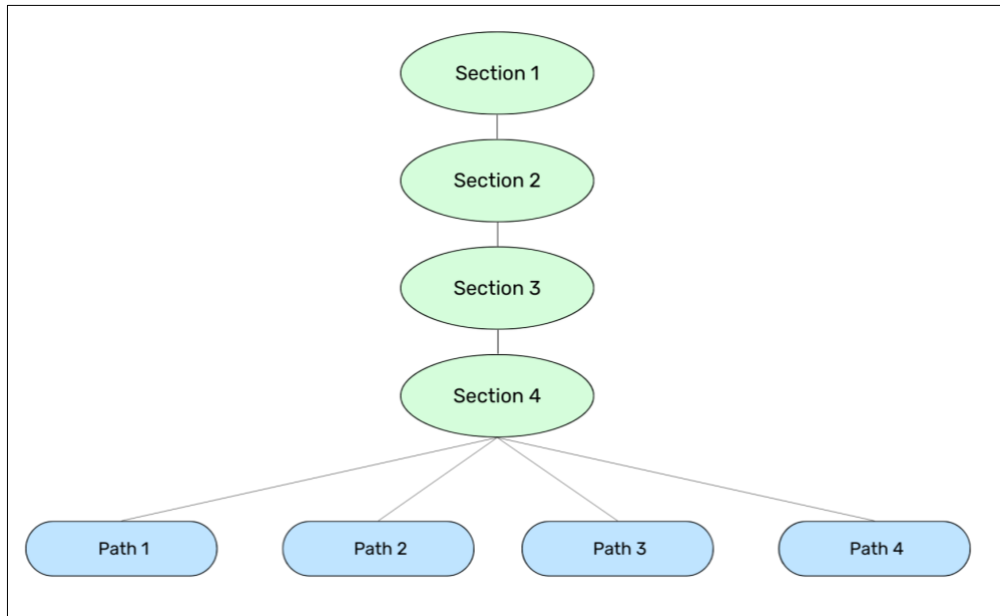 Section 1
Section 2
Section 3
Section 4
Path 1
Path 2
Path 3
Path 4